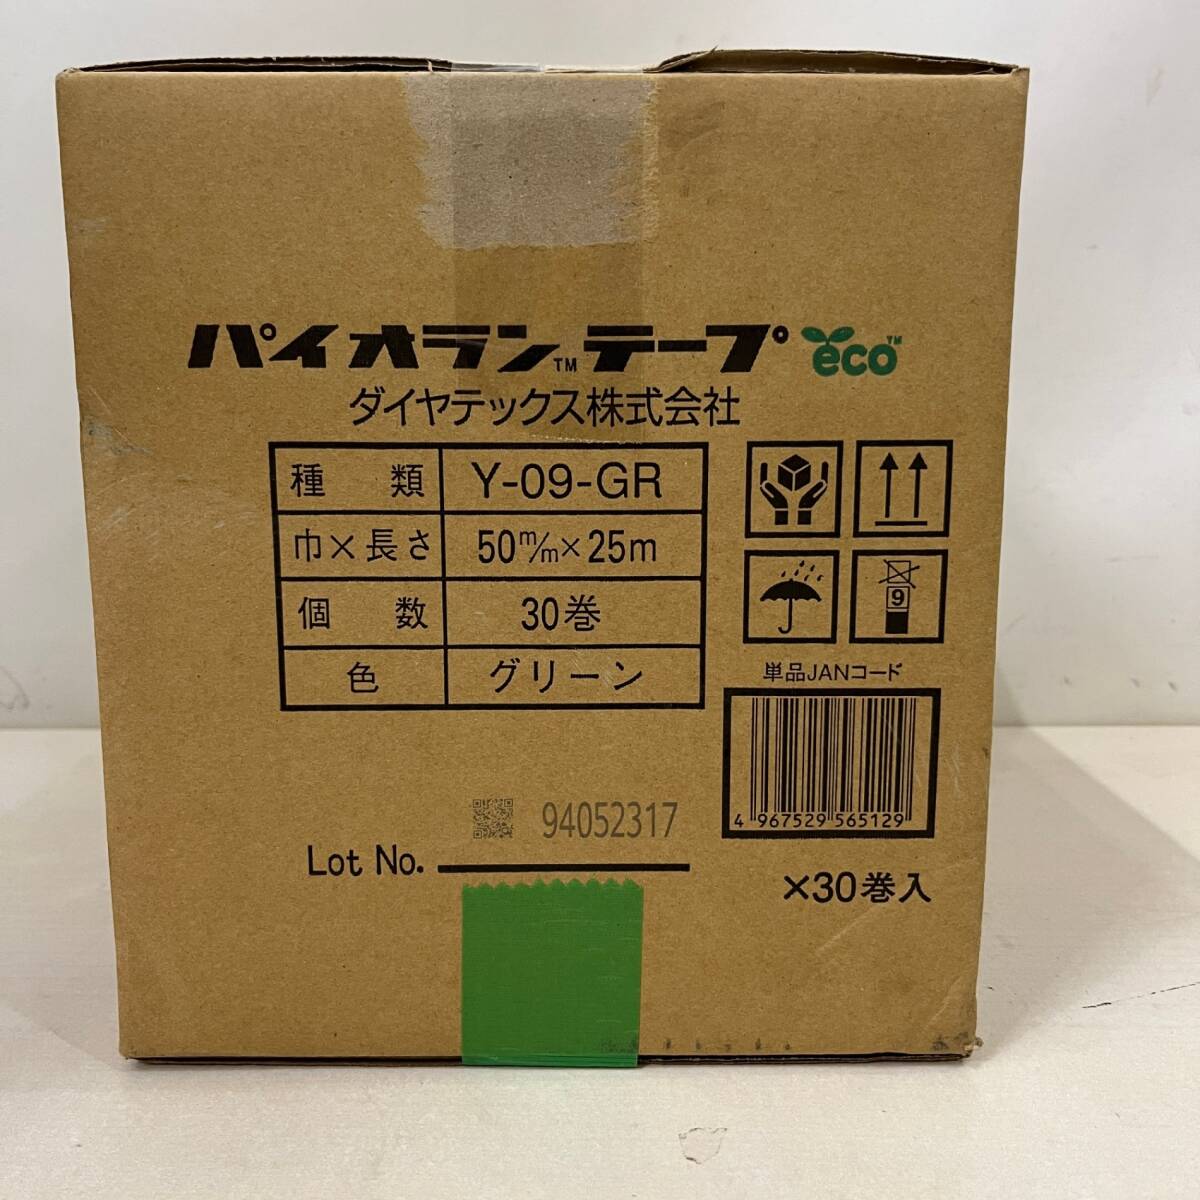 パイオラン™テープ eco™
ダイヤテックス株式会社
種類 Y-09-GR
巾×長さ 50m/m×25m
個数 30巻
色 グリーン
9
単品JANコード
4 967529 565129
94052317
Lot No.
×30巻入